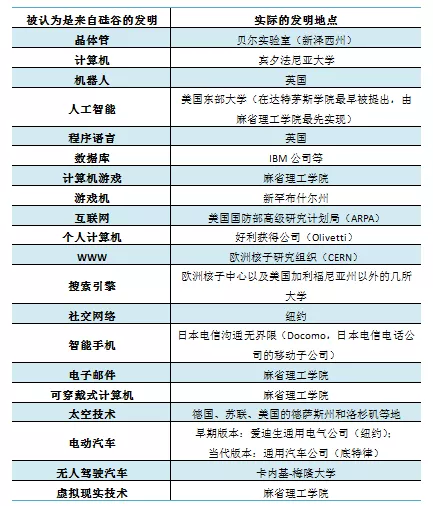 被认为是来自硅谷的发明 实际的发明地点
晶体管 贝尔实验室（新泽西州）
计算机 宾夕法尼亚大学
机器人 英国
人工智能 美国东部大学（在达特茅斯学院最早被提出，由
麻省理工学院最先实现）
程序语言 英国
数据库 IBM 公司等
计算机游戏 麻省理工学院
游戏机 新罕布什尔州
互联网 美国国防部高级研究计划局（ARPA）
个人计算机 好利获得公司（Olivetti）
WWW 欧洲核子研究组织（CERN）
搜索引擎 欧洲核子中心以及美国加利福尼亚州以外的几所
大学
社交网络 纽约
智能手机 日本电信沟通无界限（Docomo，日本电信电话公
司的移动子公司）
电子邮件 麻省理工学院
可穿戴式计算机 麻省理工学院
太空技术 德国、苏联、美国的德萨斯州和洛杉矶等地
电动汽车 早期版本：爱迪生通用电气公司（纽约）；
当代版本：通用汽车公司（底特律）
无人驾驶汽车 卡内基-梅隆大学
虚拟现实技术 麻省理工学院